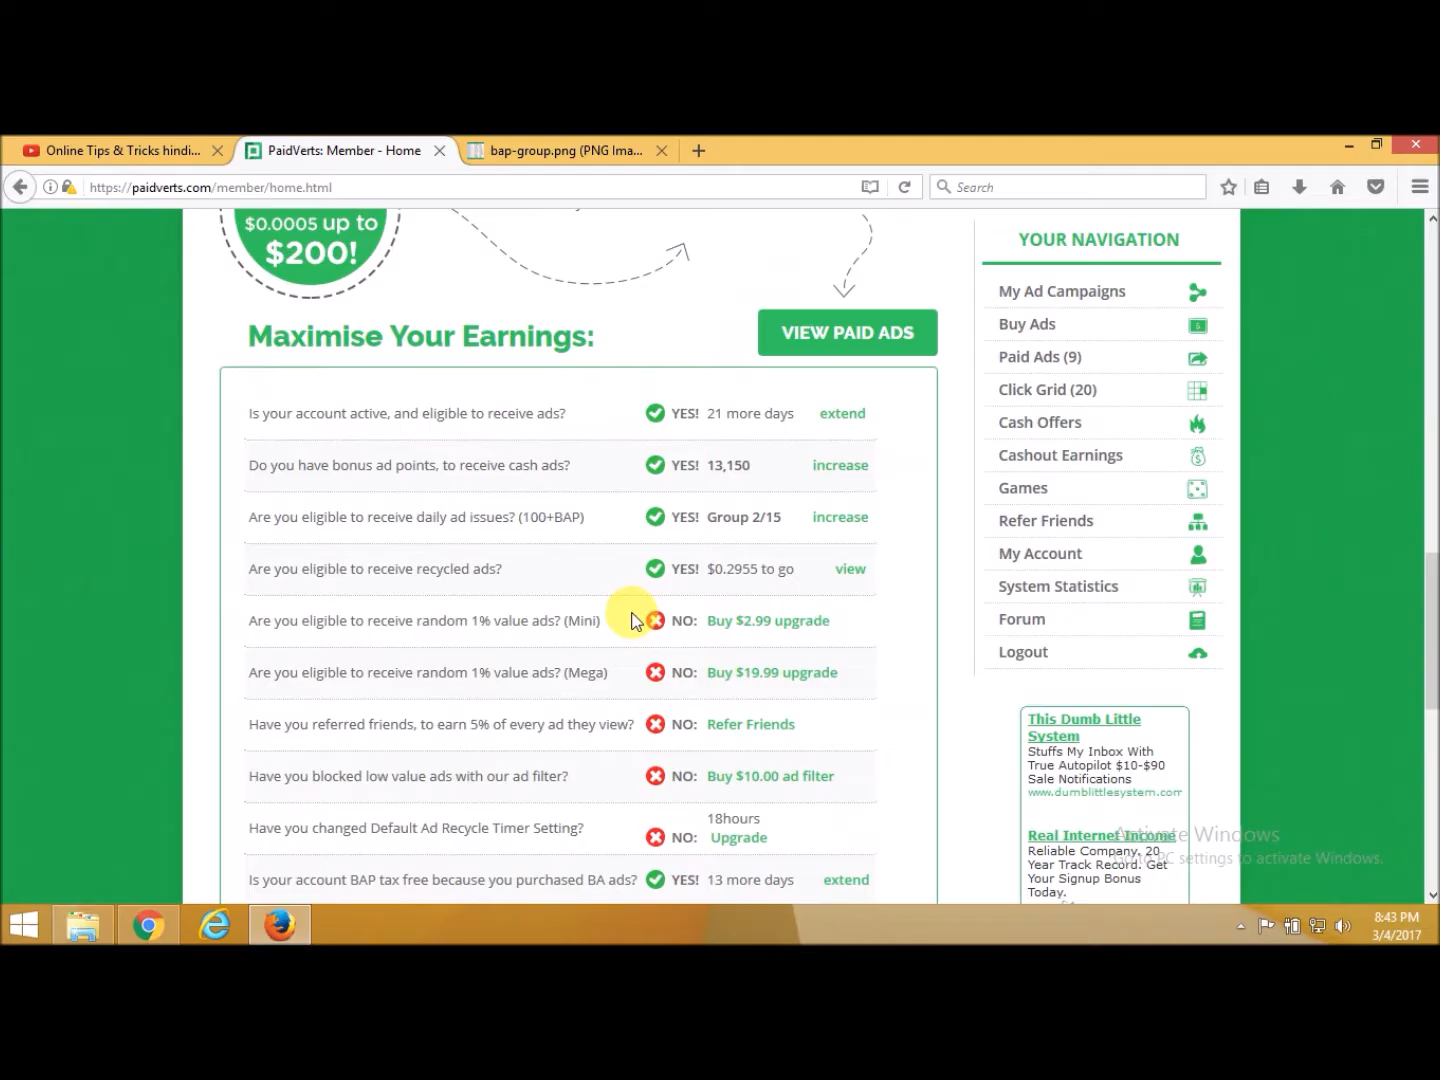 Online Tips & Tricks hindi...
PaidVerts: Member - Home
bap-group.png (PNG Ima...
https://paidverts.com/member/home.html
Search
$0.0005 up to
$200!
Maximise Your Earnings:
VIEW PAID ADS
Is your account active, and eligible to receive ads? YES! 21 more days extend
Do you have bonus ad points, to receive cash ads? YES! 13,150 increase
Are you eligible to receive daily ad issues? (100+BAP) YES! Group 2/15 increase
Are you eligible to receive recycled ads? YES! $0.2955 to go view
Are you eligible to receive random 1% value ads? (Mini) NO: Buy $2.99 upgrade
Are you eligible to receive random 1% value ads? (Mega) NO: Buy $19.99 upgrade
Have you referred friends, to earn 5% of every ad they view? NO: Refer Friends
Have you blocked low value ads with our ad filter? NO: Buy $10.00 ad filter
Have you changed Default Ad Recycle Timer Setting? NO: 18hours
Upgrade
Is your account BAP tax free because you purchased BA ads? YES! 13 more days extend
YOUR NAVIGATION
My Ad Campaigns
Buy Ads
Paid Ads (9)
Click Grid (20)
Cash Offers
Cashout Earnings
Games
Refer Friends
My Account
System Statistics
Forum
Logout
This Dumb Little
System
Stuffs My Inbox With
True Autopilot $10-$90
Sale Notifications
www.dumblittlesystem.com
Real Internet Income
Reliable Company, 20
Year Track Record. Get
Your Signup Bonus
Today.
Activate Windows
Go to PC settings to activate Windows.
8:43 PM
3/4/2017